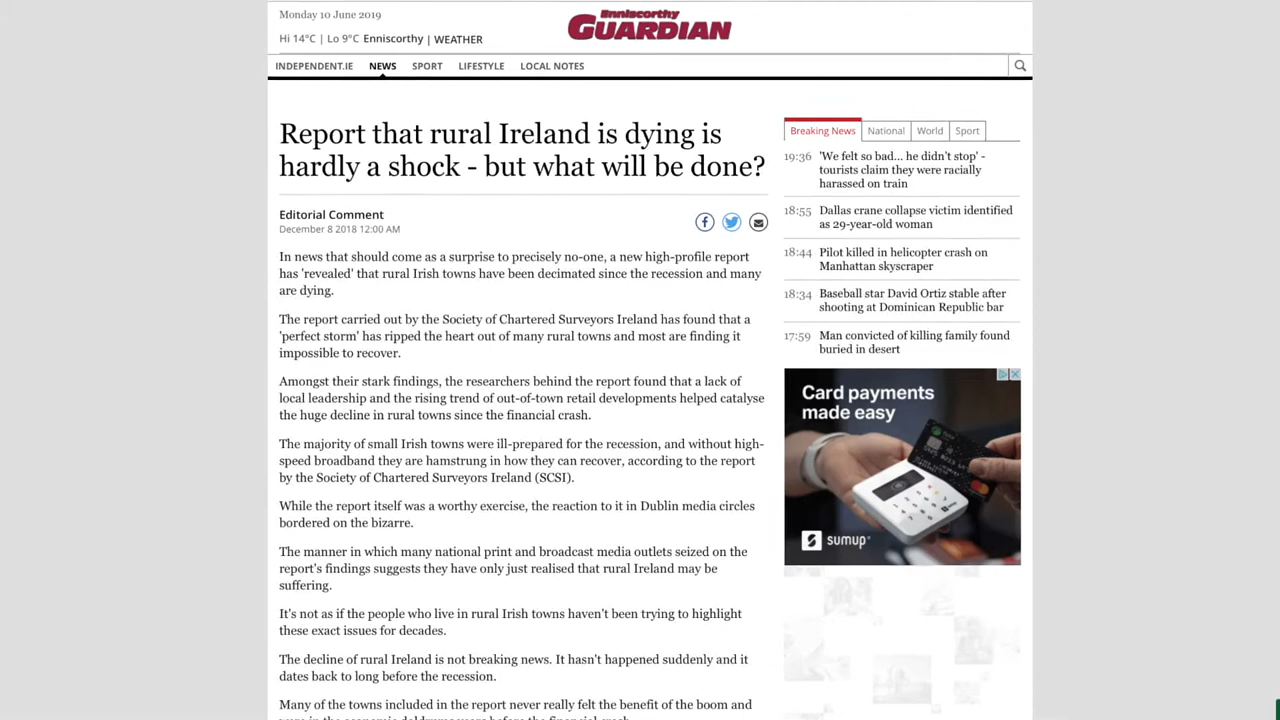 Monday 10 June 2019
Enniscorthy
GUARDIAN
Hi 14°C | Lo 9°C Enniscorthy | WEATHER
INDEPENDENT.IE NEWS SPORT LIFESTYLE LOCAL NOTES
Report that rural Ireland is dying is
hardly a shock - but what will be done?
Editorial Comment
December 8 2018 12:00 AM
In news that should come as a surprise to precisely no-one, a new high-profile report
has 'revealed' that rural Irish towns have been decimated since the recession and many
are dying.
The report carried out by the Society of Chartered Surveyors Ireland has found that a
'perfect storm' has ripped the heart out of many rural towns and most are finding it
impossible to recover.
Amongst their stark findings, the researchers behind the report found that a lack of
local leadership and the rising trend of out-of-town retail developments helped catalyse
the huge decline in rural towns since the financial crash.
The majority of small Irish towns were ill-prepared for the recession, and without high-
speed broadband they are hamstrung in how they can recover, according to the report
by the Society of Chartered Surveyors Ireland (SCSI).
While the report itself was a worthy exercise, the reaction to it in Dublin media circles
bordered on the bizarre.
The manner in which many national print and broadcast media outlets seized on the
report's findings suggests they have only just realised that rural Ireland may be
suffering.
It's not as if the people who live in rural Irish towns haven't been trying to highlight
these exact issues for decades.
The decline of rural Ireland is not breaking news. It hasn't happened suddenly and it
dates back to long before the recession.
Many of the towns included in the report never really felt the benefit of the boom and
were in the economic doldrums years before the financial crash.
Breaking News National World Sport
19:36 'We felt so bad... he didn't stop' -
tourists claim they were racially
harassed on train
18:55 Dallas crane collapse victim identified
as 29-year-old woman
18:44 Pilot killed in helicopter crash on
Manhattan skyscraper
18:34 Baseball star David Ortiz stable after
shooting at Dominican Republic bar
17:59 Man convicted of killing family found
buried in desert
Card payments
made easy
sumup